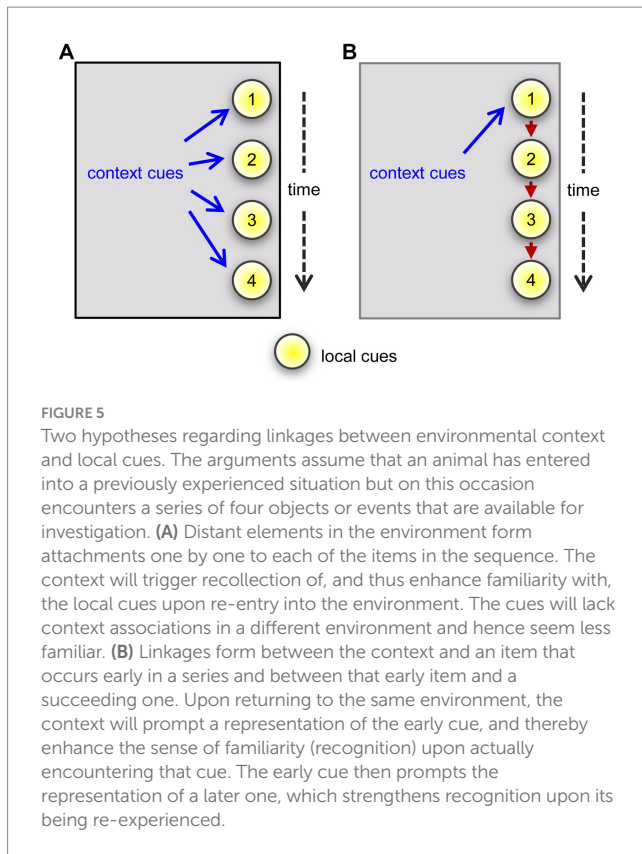 A
B
1
2
3
4
context cues
time
1
2
3
4
context cues
time
local cues
FIGURE 5
Two hypotheses regarding linkages between environmental context
and local cues. The arguments assume that an animal has entered
into a previously experienced situation but on this occasion
encounters a series of four objects or events that are available for
investigation. (A) Distant elements in the environment form
attachments one by one to each of the items in the sequence. The
context will trigger recollection of, and thus enhance familiarity with,
the local cues upon re-entry into the environment. The cues will lack
context associations in a different environment and hence seem less
familiar. (B) Linkages form between the context and an item that
occurs early in a series and between that early item and a
succeeding one. Upon returning to the same environment, the
context will prompt a representation of the early cue, and thereby
enhance the sense of familiarity (recognition) upon actually
encountering that cue. The early cue then prompts the
representation of a later one, which strengthens recognition upon its
being re-experienced.